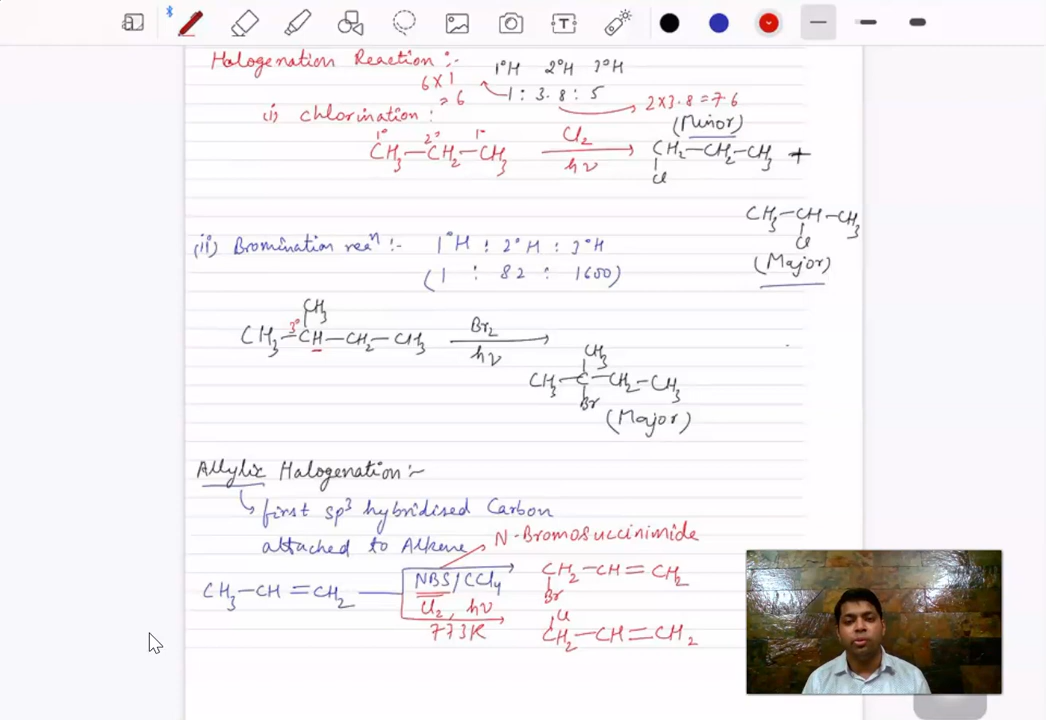 Halogenation Reaction :-
1°H 2°H 3°H
6×1 = 6
1 : 3.8 : 5
2×3.8 = 7.6
(i) chlorination :
1° 2° 1°
CH3—CH2—CH3 Cl2 hν CH2—CH2—CH3 +
Cl
(Minor)
CH3—CH—CH3
Cl
(Major)
(ii) Bromination reaⁿ :- 1°H : 2°H : 3°H
(1 : 82 : 1600)
CH3
3°
CH3—CH—CH2—CH3 Br2 hν
CH3
CH3—C—CH2—CH3
Br
(Major)
Allylic Halogenation :-
first sp³ hybridised Carbon
attached to Alkene
N-Bromosuccinimide
CH3—CH=CH2 NBS/CCl4 CH2—CH=CH2
Br
Cl2, hν
773K
Cl
CH2—CH=CH2